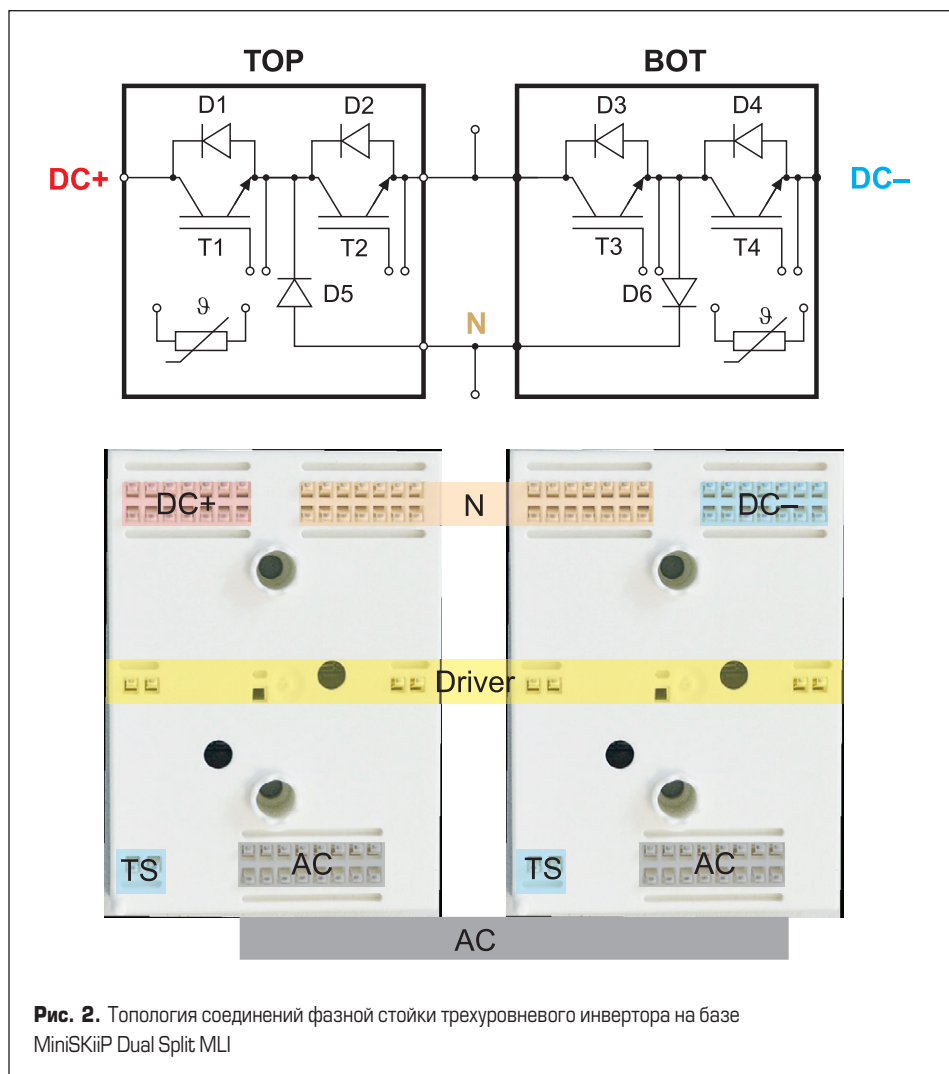 TOP
BOT
D1
D2
D3
D4
DC+
DC–
T1
T2
T3
T4
D5
D6
ϑ
ϑ
N
DC+
N
DC–
Driver
TS
AC
TS
AC
AC
Рис. 2. Топология соединений фазной стойки трехуровневого инвертора на базе
MiniSKiiP Dual Split MLI